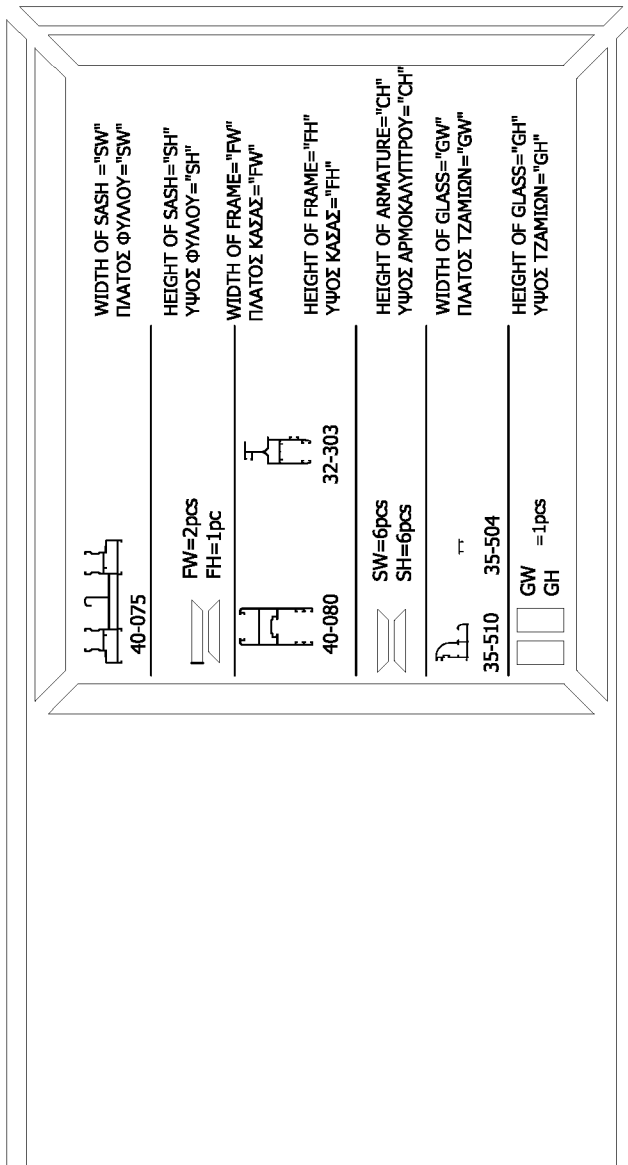 40-075
FW=2pcs
FH=1pc
40-080
32-303
SW=6pcs
SH=6pcs
35-510
35-504
GW
=1pcs
GH
WIDTH OF SASH ="SW"
ΠΛΑΤΟΣ ΦΥΛΛΟΥ="SW"
HEIGHT OF SASH="SH"
ΥΨΟΣ ΦΥΛΛΟΥ="SH"
WIDTH OF FRAME="FW"
ΠΛΑΤΟΣ ΚΑΣΑΣ="FW"
HEIGHT OF FRAME="FH"
ΥΨΟΣ ΚΑΣΑΣ="FH"
HEIGHT OF ARMATURE="CH"
ΥΨΟΣ ΑΡΜΟΚΑΛΥΠΤΡΟΥ="CH"
WIDTH OF GLASS="GW"
ΠΛΑΤΟΣ ΤΖΑΜΙΩΝ="GW"
HEIGHT OF GLASS="GH"
ΥΨΟΣ ΤΖΑΜΙΩΝ="GH"